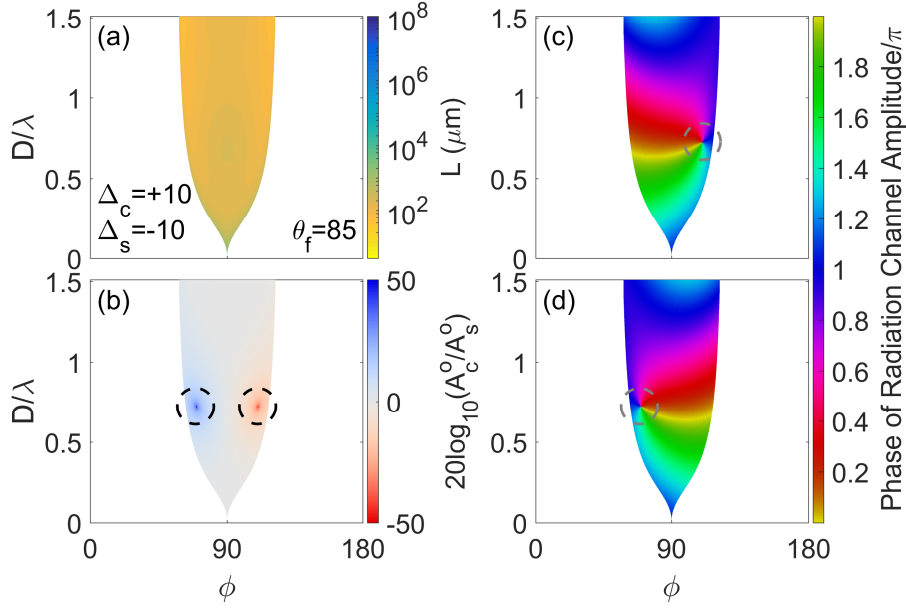 (a)
1.5
1
0.5
0
D/λ
Δc=+10
Δs=-10
θf=85
10^8
10^6
10^4
10^2
L (μm)
(c)
1.8
1.6
1.4
1.2
1
0.8
0.6
0.4
0.2
Phase of Radiation Channel Amplitude/π
(b)
1.5
1
0.5
0
D/λ
0
90
180
ϕ
50
0
-50
20log10(A_c^o/A_s^o)
(d)
1.5
1
0.5
0
0
90
180
ϕ
1.5
1
0.5
0